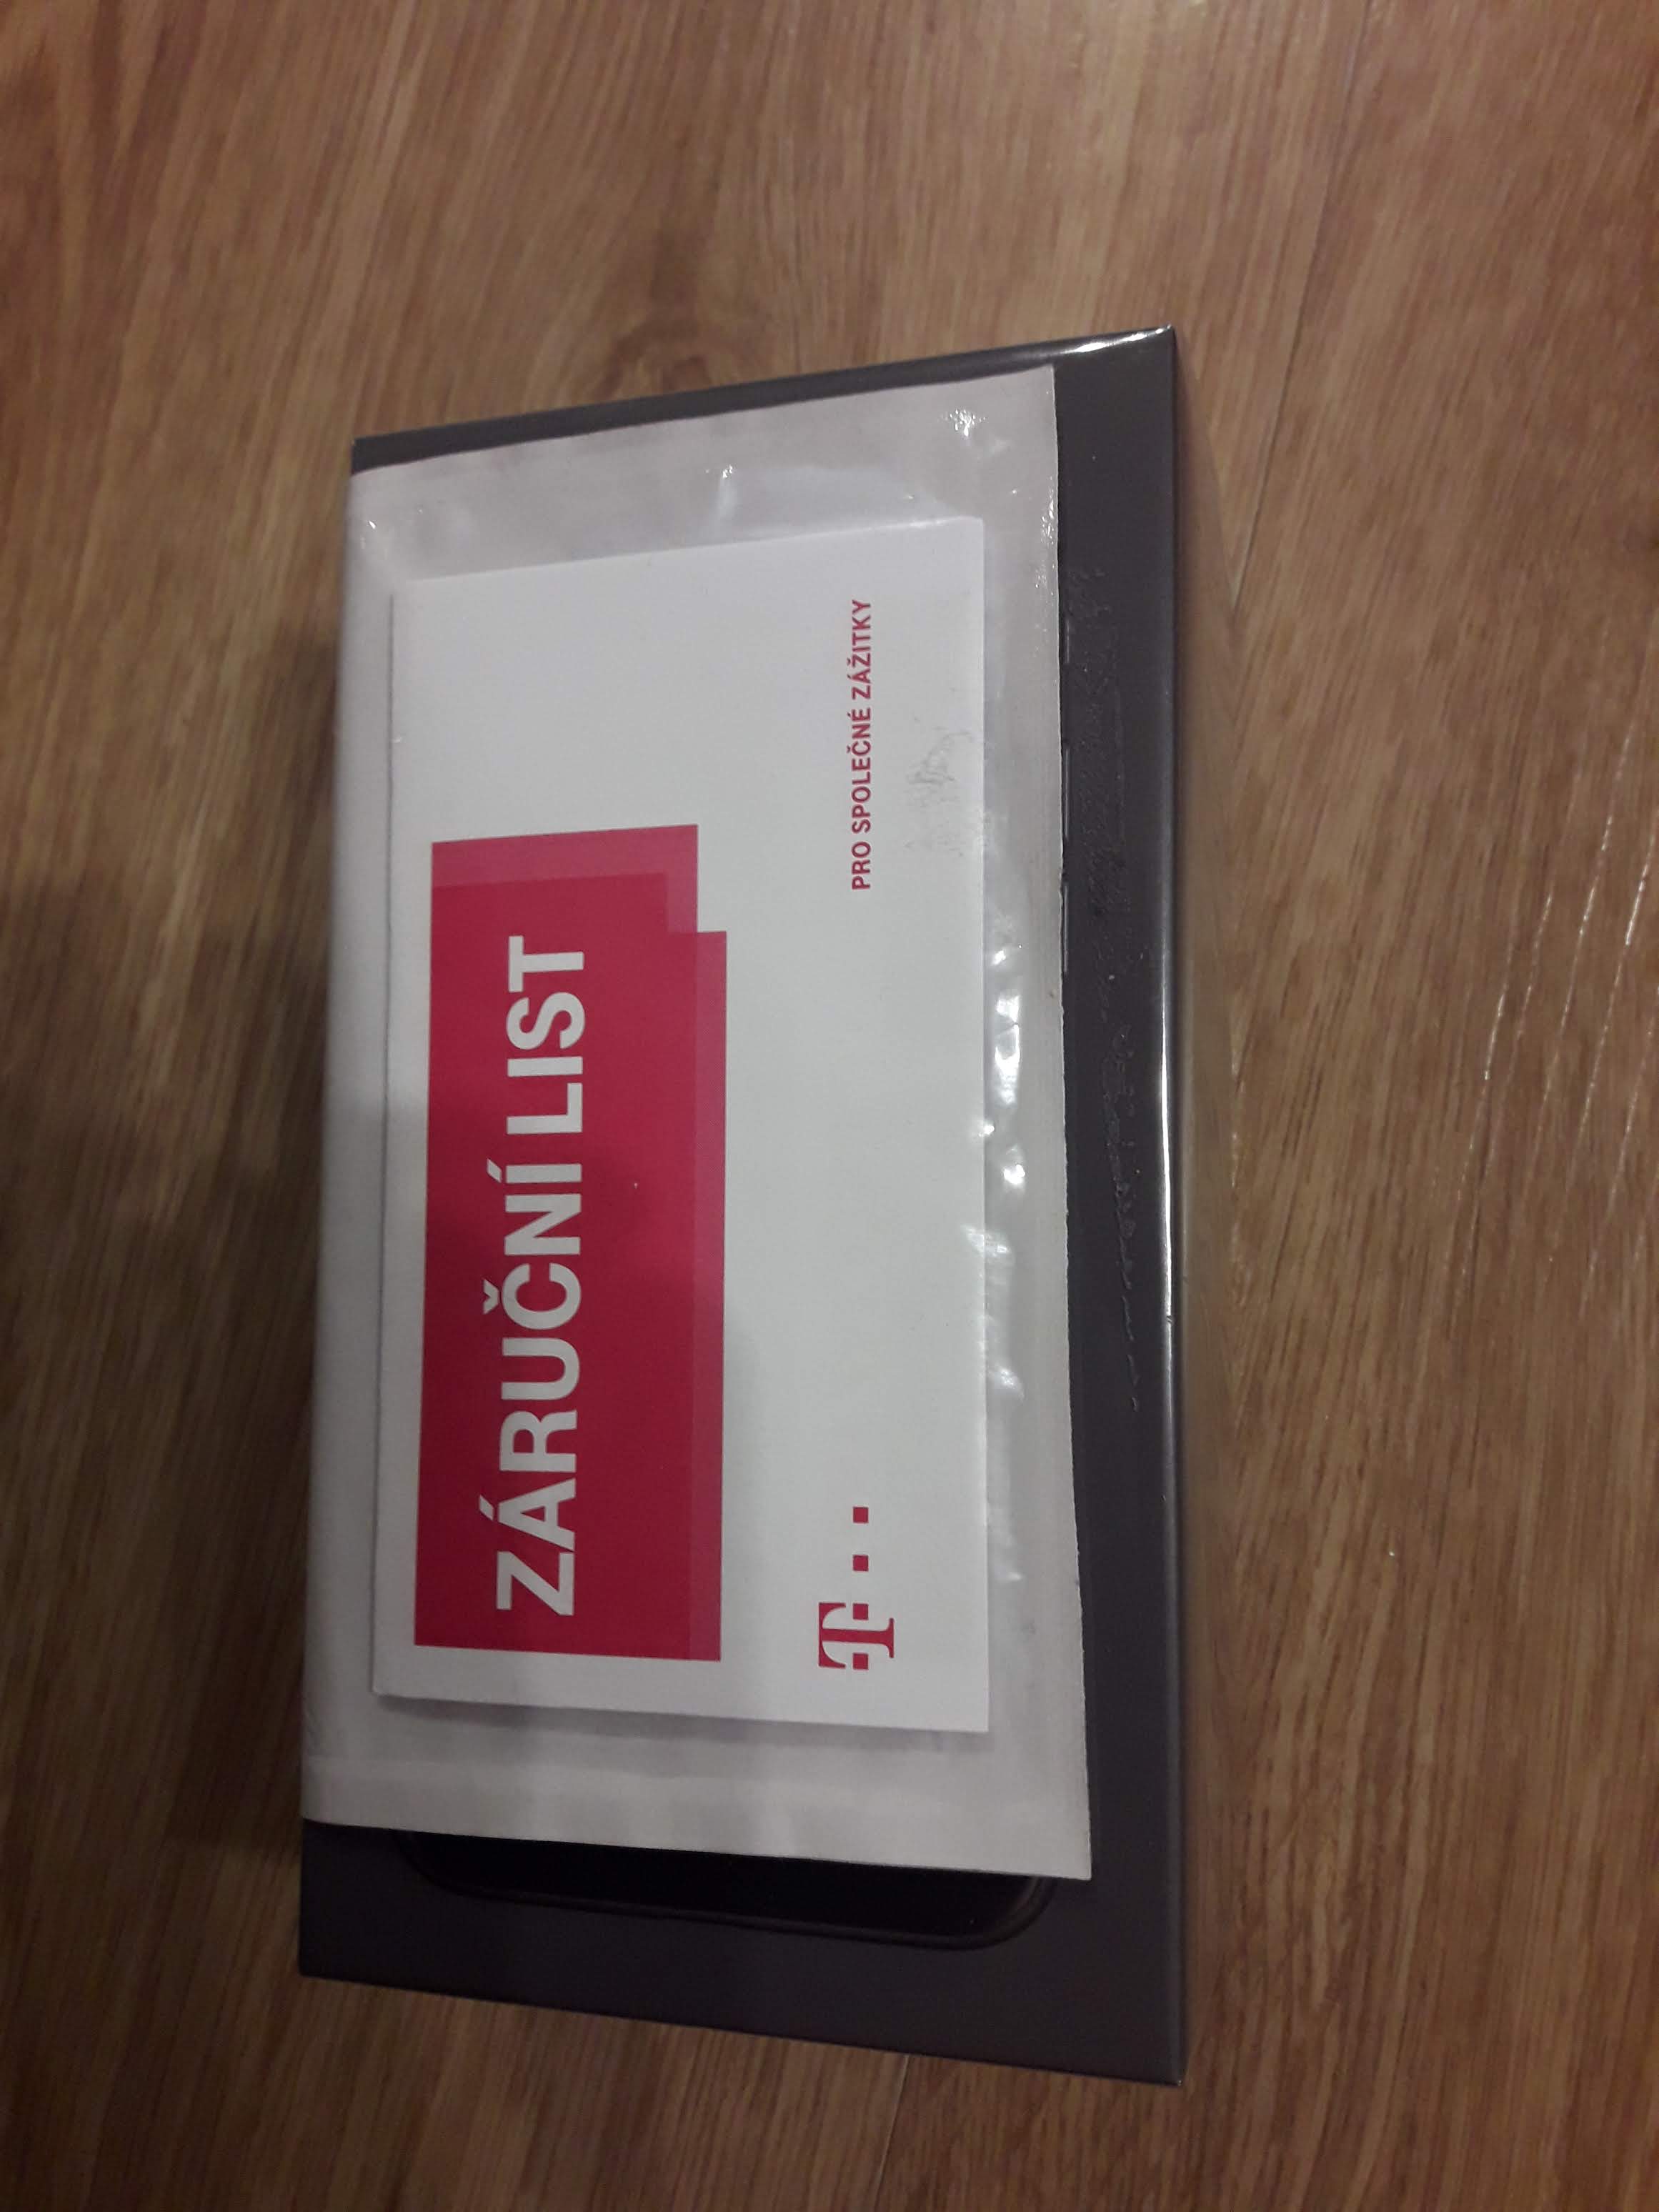 ZÁRUČNÍ LIST
T
PRO SPOLEČNÉ ZÁŽITKY